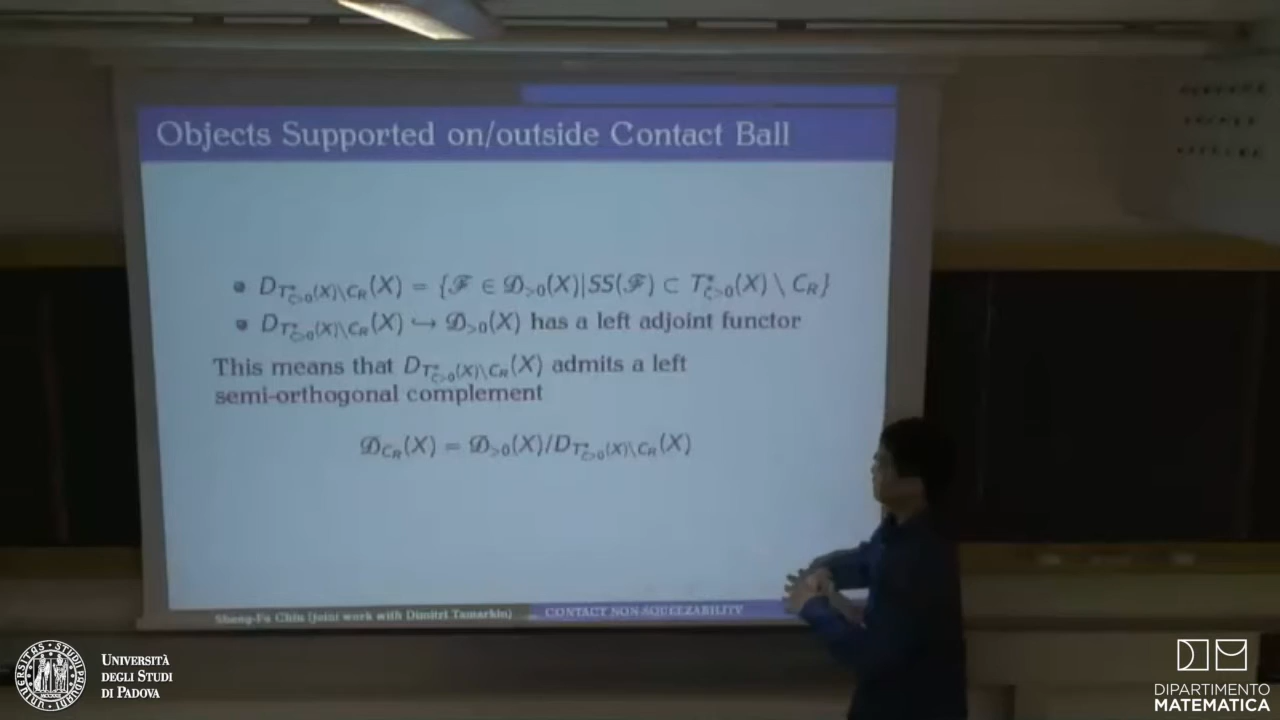 Objects Supported on/outside Contact Ball
• D_{T^*_{ζ>0}(X)\C_R}(X) = {ℱ ∈ 𝒟_{>0}(X)|SS(ℱ) ⊂ T^*_{ζ>0}(X) \ C_R}
• D_{T^*_{ζ>0}(X)\C_R}(X) ↪ 𝒟_{>0}(X) has a left adjoint functor
This means that D_{T^*_{ζ>0}(X)\C_R}(X) admits a left
semi-orthogonal complement
𝒟_{C_R}(X) = 𝒟_{>0}(X)/D_{T^*_{ζ>0}(X)\C_R}(X)
Sheng-Fu Chiu (joint work with Dimitri Tamarkin) CONTACT NON-SQUEEZABILITY
UNIVERSITÀ
DEGLI STUDI
DI PADOVA
DIPARTIMENTO
MATEMATICA